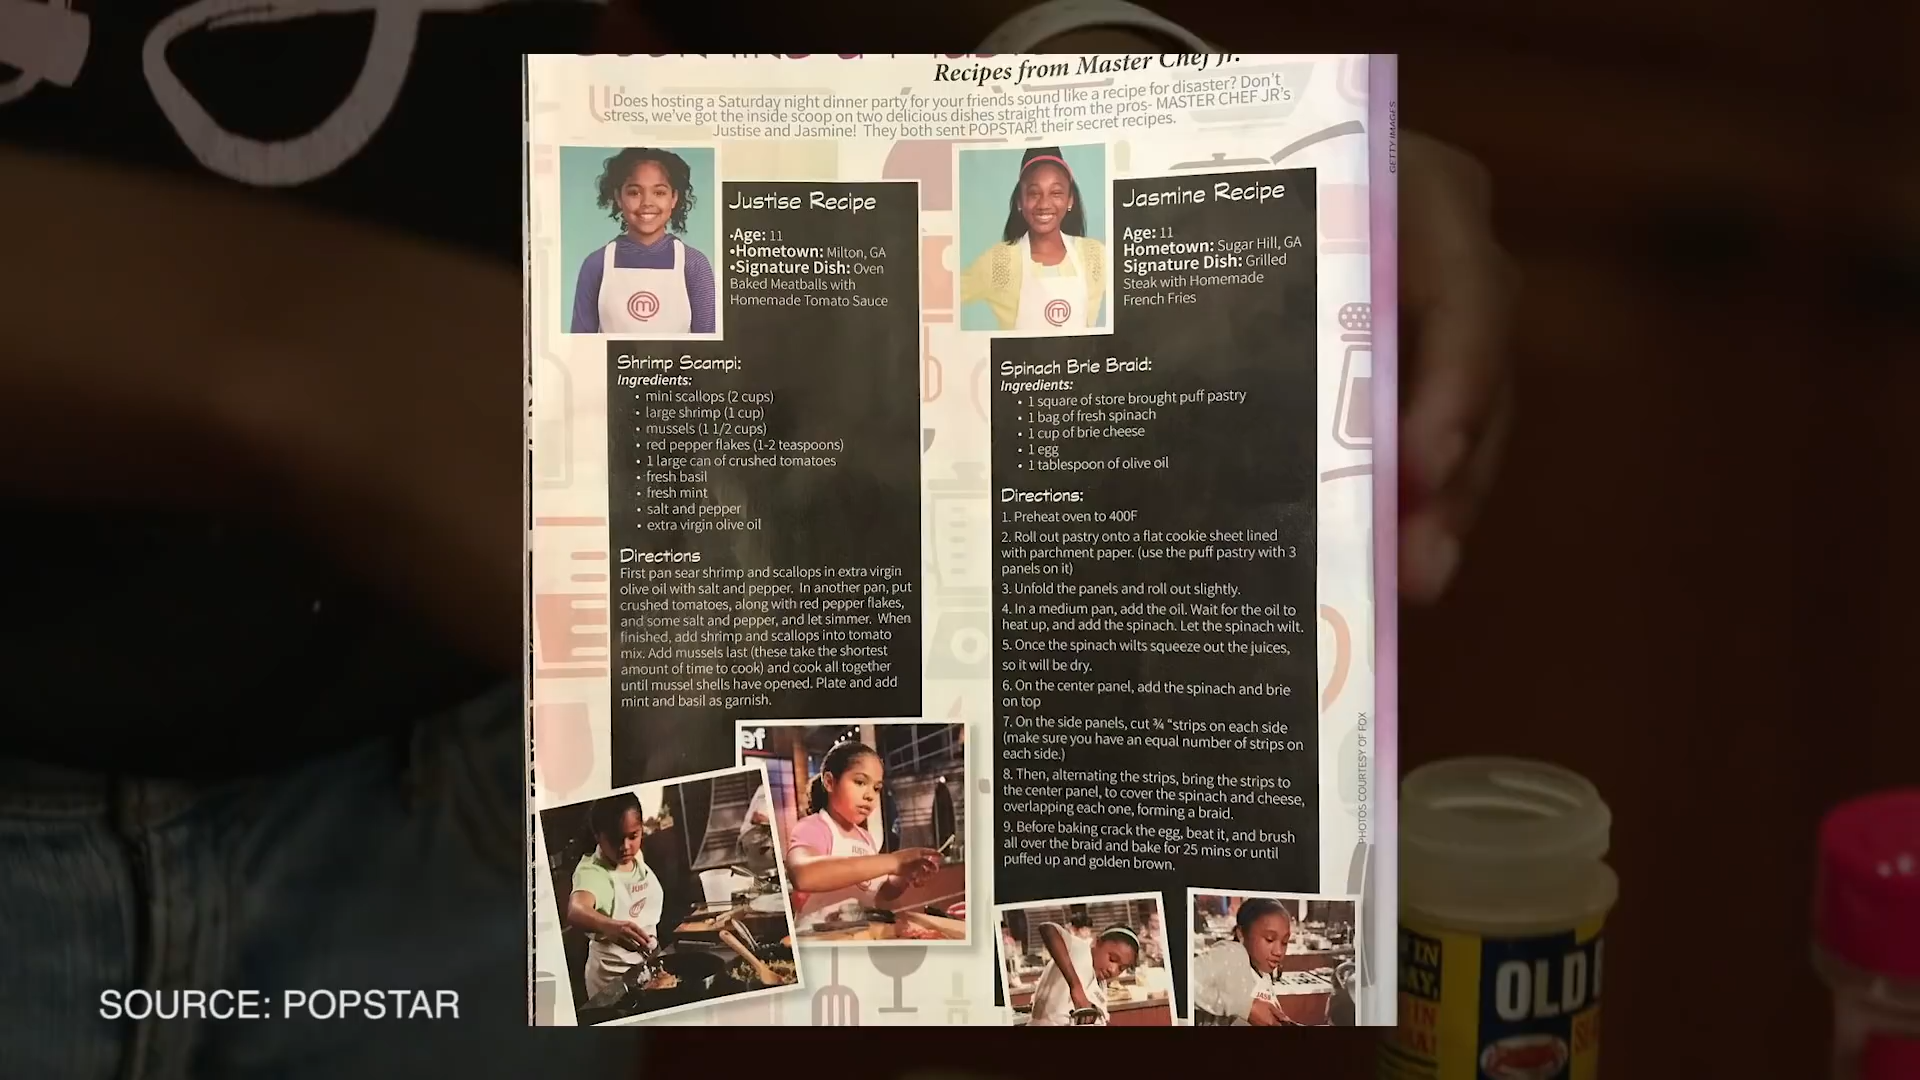 Recipes from Master Chef Jr.
Does hosting a Saturday night dinner party for your friends sound like a recipe for disaster? Don't
stress, we've got the inside scoop on two delicious dishes straight from the pros- MASTER CHEF JR's
Justise and Jasmine! They both sent POPSTAR! their secret recipes.
GETTY IMAGES
Justise Recipe
•Age: 11
•Hometown: Milton, GA
•Signature Dish: Oven
Baked Meatballs with
Homemade Tomato Sauce
Shrimp Scampi:
Ingredients:
• mini scallops (2 cups)
• large shrimp (1 cup)
• mussels (1 1/2 cups)
• red pepper flakes (1-2 teaspoons)
• 1 large can of crushed tomatoes
• fresh basil
• fresh mint
• salt and pepper
• extra virgin olive oil
Directions
First pan sear shrimp and scallops in extra virgin
olive oil with salt and pepper. In another pan, put
crushed tomatoes, along with red pepper flakes,
and some salt and pepper, and let simmer. When
finished, add shrimp and scallops into tomato
mix. Add mussels last (these take the shortest
amount of time to cook) and cook all together
until mussel shells have opened. Plate and add
mint and basil as garnish.
Jasmine Recipe
Age: 11
Hometown: Sugar Hill, GA
Signature Dish: Grilled
Steak with Homemade
French Fries
Spinach Brie Braid:
Ingredients:
• 1 square of store brought puff pastry
• 1 bag of fresh spinach
• 1 cup of brie cheese
• 1 egg
• 1 tablespoon of olive oil
Directions:
1. Preheat oven to 400F
2. Roll out pastry onto a flat cookie sheet lined
with parchment paper. (use the puff pastry with 3
panels on it)
3. Unfold the panels and roll out slightly.
4. In a medium pan, add the oil. Wait for the oil to
heat up, and add the spinach. Let the spinach wilt.
5. Once the spinach wilts squeeze out the juices,
so it will be dry.
6. On the center panel, add the spinach and brie
on top
7. On the side panels, cut ¾ “strips on each side
(make sure you have an equal number of strips on
each side.)
8. Then, alternating the strips, bring the strips to
the center panel, to cover the spinach and cheese,
overlapping each one, forming a braid.
9. Before baking crack the egg, beat it, and brush
all over the braid and bake for 25 mins or until
puffed up and golden brown.
PHOTOS COURTESY OF FOX
ef
SOURCE: POPSTAR
OLD